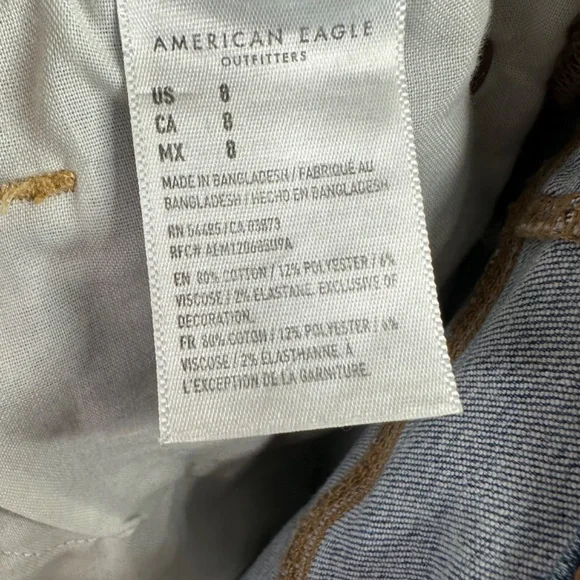 AMERICAN EAGLE
OUTFITTERS
US 8
CA 8
MX 8
MADE IN BANGLADESH / FABRIQUÉ AU
BANGLADESH / HECHO EN BANGLADESH
RN 54485 / CA 03873
RFC# AEM1206869U9A
EN 80% COTTON / 12% POLYESTER / 6%
VISCOSE / 2% ELASTANE. EXCLUSIVE OF
DECORATION.
FR 80% COTON / 12% POLYESTER / 6%
VISCOSE / 2% ÉLASTHANNE. À
L'EXCEPTION DE LA GARNITURE.